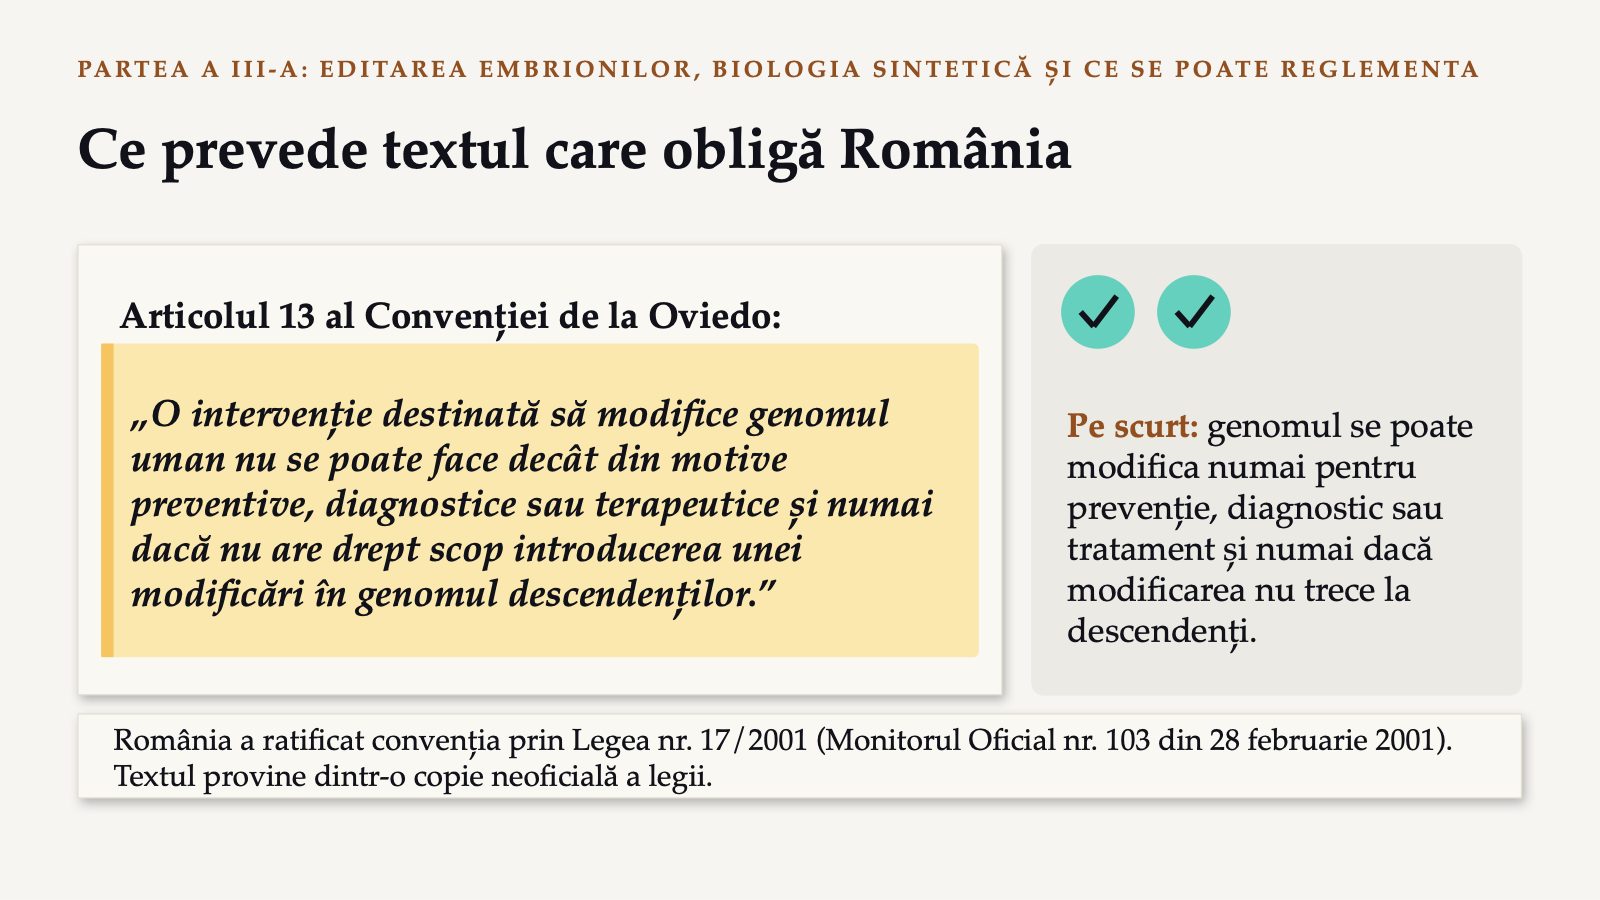 PARTEA A III-A: EDITAREA EMBRIONILOR, BIOLOGIA SINTETICĂ ȘI CE SE POATE REGLEMENTA
Ce prevede textul care obligă România
Articolul 13 al Convenției de la Oviedo:
„O intervenție destinată să modifice genomul
uman nu se poate face decât din motive
preventive, diagnostice sau terapeutice și numai
dacă nu are drept scop introducerea unei
modificări în genomul descendenților.”
Pe scurt: genomul se poate
modifica numai pentru
prevenție, diagnostic sau
tratament și numai dacă
modificarea nu trece la
descendenți.
România a ratificat convenția prin Legea nr. 17/2001 (Monitorul Oficial nr. 103 din 28 februarie 2001).
Textul provine dintr-o copie neoficială a legii.